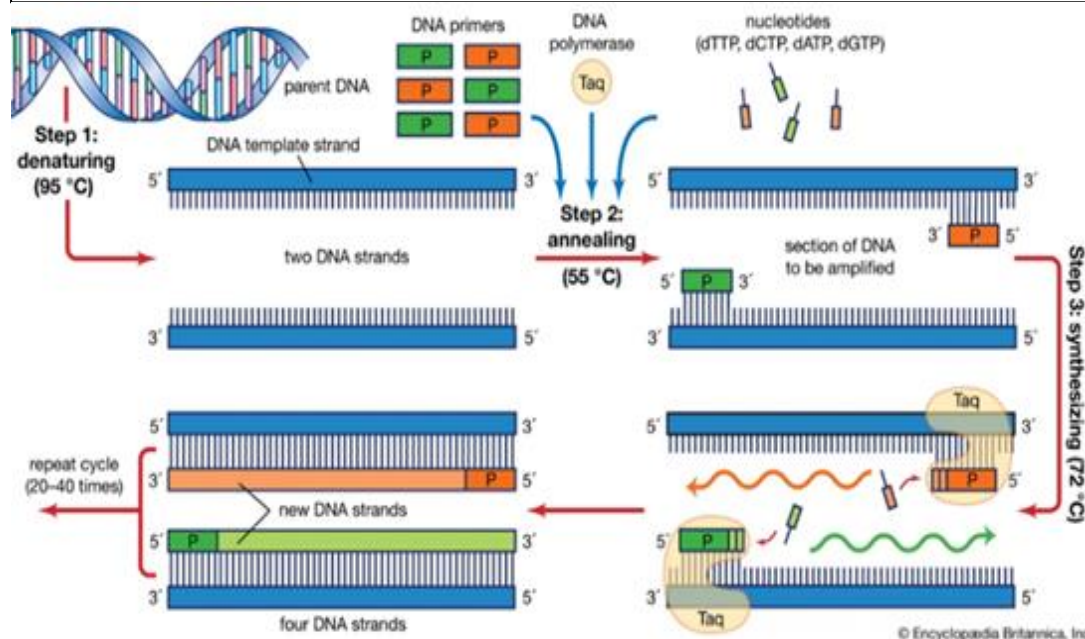 DNA primers
DNA
polymerase
nucleotides
(dTTP, dCTP, dATP, dGTP)
P
P
P
P
P
P
Taq
parent DNA
Step 1:
denaturing
(95 °C)
DNA template strand
5′
3′
two DNA strands
3′
5′
Step 2:
annealing
(55 °C)
5′
3′
3′
P
5′
section of DNA
to be amplified
5′
P
3′
3′
5′
Step 3: synthesizing (72 °C)
Taq
5′
3′
P
5′
5′
P
3′
5′
Taq
5′
3′
3′
P
5′
repeat cycle
(20–40 times)
new DNA strands
5′
P
3′
3′
5′
four DNA strands
© Encyclopædia Britannica, Inc